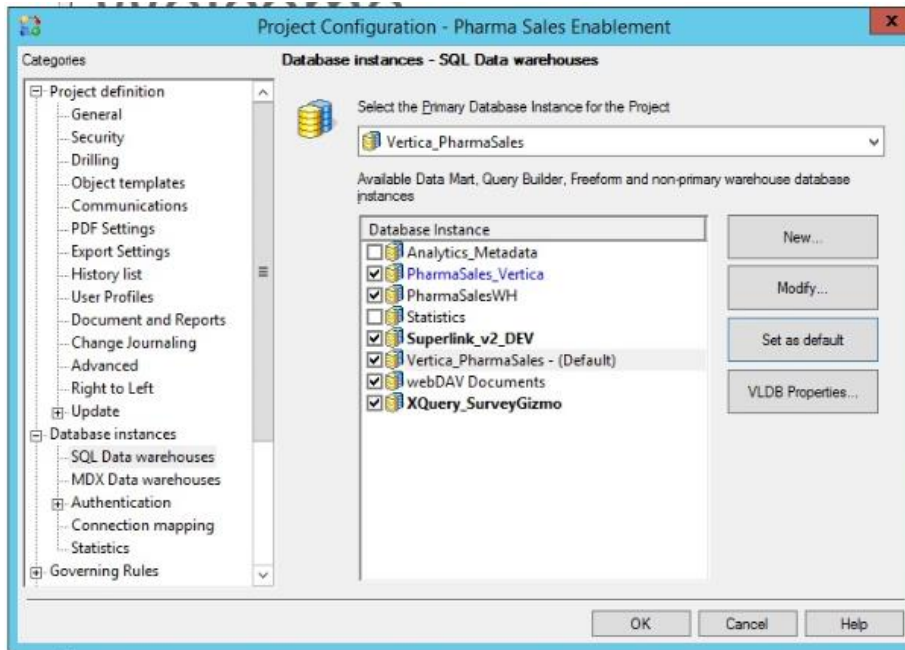 Project Configuration - Pharma Sales Enablement
x
Categories
Project definition
General
Security
Drilling
Object templates
Communications
PDF Settings
Export Settings
History list
User Profiles
Document and Reports
Change Journaling
Advanced
Right to Left
Update
Database instances
SQL Data warehouses
MDX Data warehouses
Authentication
Connection mapping
Statistics
Governing Rules
Database instances - SQL Data warehouses
Select the Primary Database Instance for the Project
Vertica_PharmaSales
Available Data Mart, Query Builder, Freeform and non-primary warehouse database
instances
Database Instance
Analytics_Metadata
PharmaSales_Vertica
PharmaSalesWH
Statistics
Superlink_v2_DEV
Vertica_PharmaSales - (Default)
webDAV Documents
XQuery_SurveyGizmo
New...
Modify...
Set as default
VLDB Properties...
OK
Cancel
Help